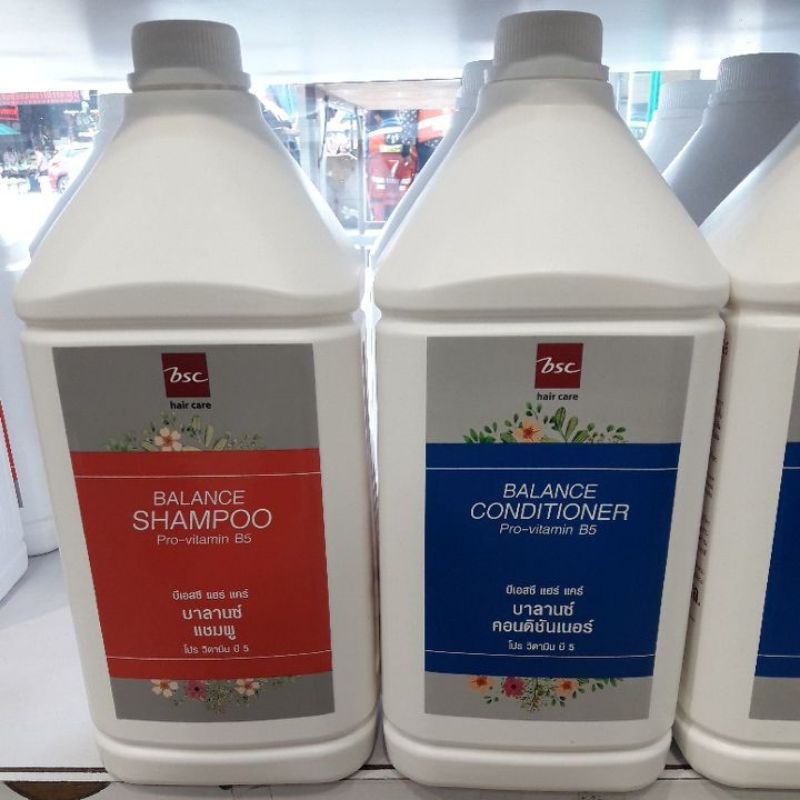 bsc
hair care
BALANCE
SHAMPOO
Pro-vitamin B5
บีเอสซี แฮร์ แคร์
บาลานซ์
แชมพู
โปร วิตามิน บี 5
bsc
hair care
BALANCE
CONDITIONER
Pro-vitamin B5
บีเอสซี แฮร์ แคร์
บาลานซ์
คอนดิชันเนอร์
โปร วิตามิน บี 5
7